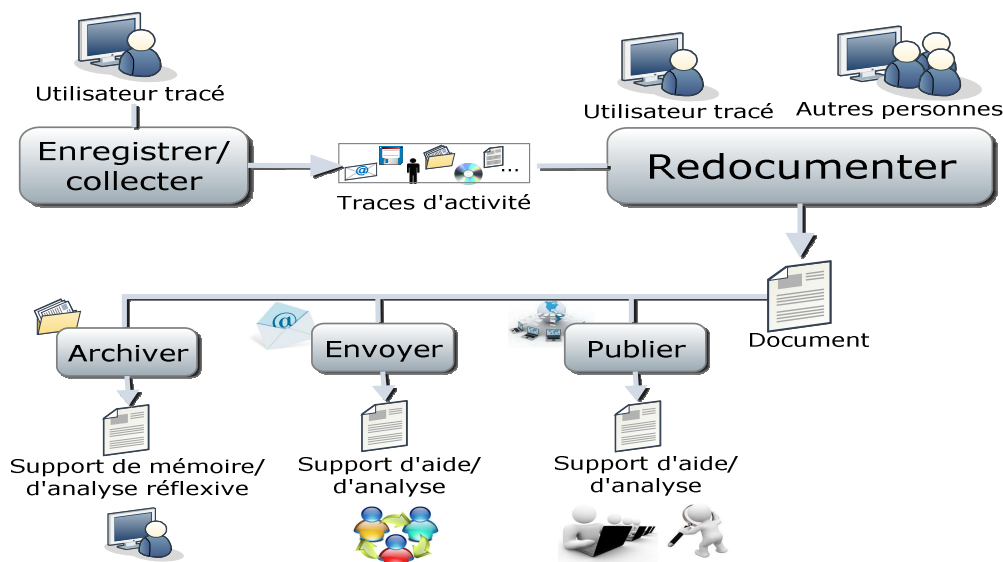 Utilisateur tracé
Utilisateur tracé
Autres personnes
Enregistrer/
collecter
@
...
Redocumenter
Traces d'activité
Document
@
Archiver
Envoyer
Publier
Support de mémoire/
d'analyse réflexive
Support d'aide/
d'analyse
Support d'aide/
d'analyse